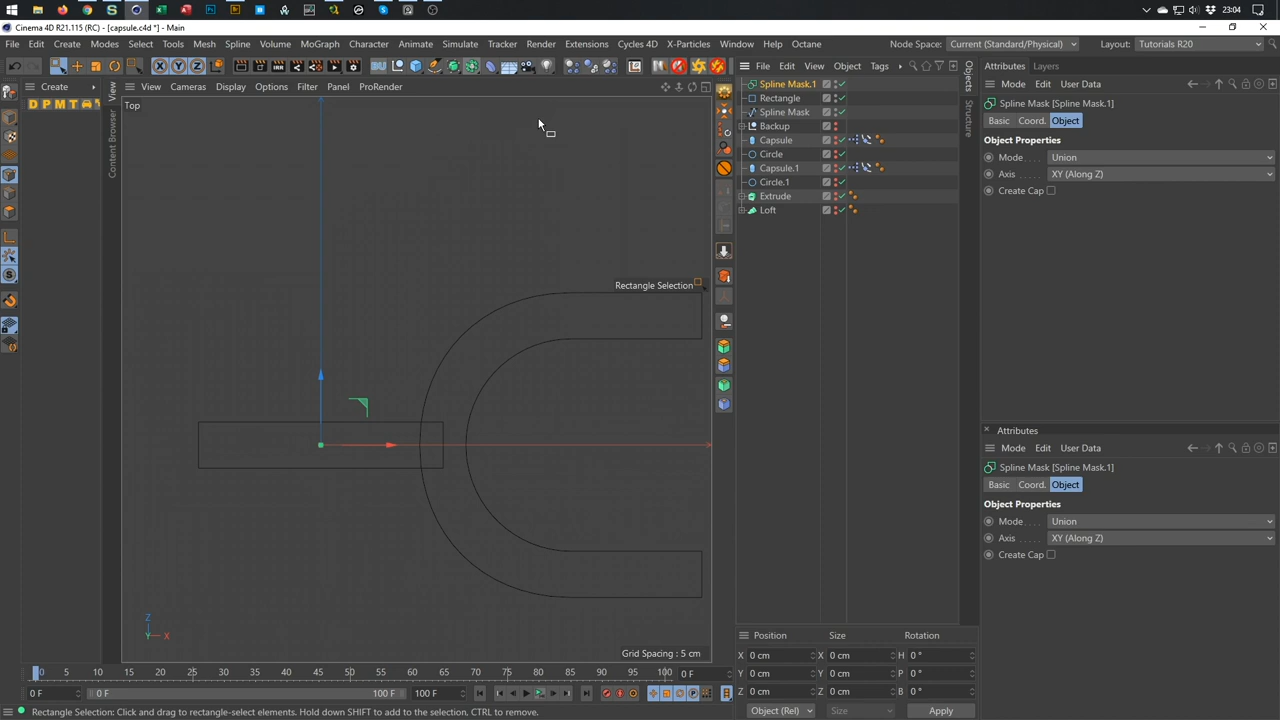 23:04
Cinema 4D R21.115 (RC) - [capsule.c4d *] - Main
File Edit Create Modes Select Tools Mesh Spline Volume MoGraph Character Animate Simulate Tracker Render Extensions Cycles 4D X-Particles Window Help Octane
Node Space: Current (Standard/Physical) Layout: Tutorials R20
Create
D P M T
View
Content Browser
View Cameras Display Options Filter Panel ProRender
Top
Rectangle Selection
Z
Y X
Grid Spacing : 5 cm
File Edit View Object Tags
Spline Mask.1
Rectangle
Spline Mask
Backup
Capsule
Circle
Capsule.1
Circle.1
Extrude
Loft
Objects
Structure
Attributes Layers
Mode Edit User Data
Spline Mask [Spline Mask.1]
Basic Coord. Object
Object Properties
Mode Union
Axis XY (Along Z)
Create Cap
Attributes
Mode Edit User Data
Spline Mask [Spline Mask.1]
Basic Coord. Object
Object Properties
Mode Union
Axis XY (Along Z)
Create Cap
Position Size Rotation
X 0 cm X 0 cm H 0 °
Y 0 cm Y 0 cm P 0 °
Z 0 cm Z 0 cm B 0 °
Object (Rel) Size Apply
0 5 10 15 20 25 30 35 40 45 50 55 60 65 70 75 80 85 90 95 100 0 F
0 F 0 F 100 F 100 F
Rectangle Selection: Click and drag to rectangle-select elements. Hold down SHIFT to add to the selection, CTRL to remove.